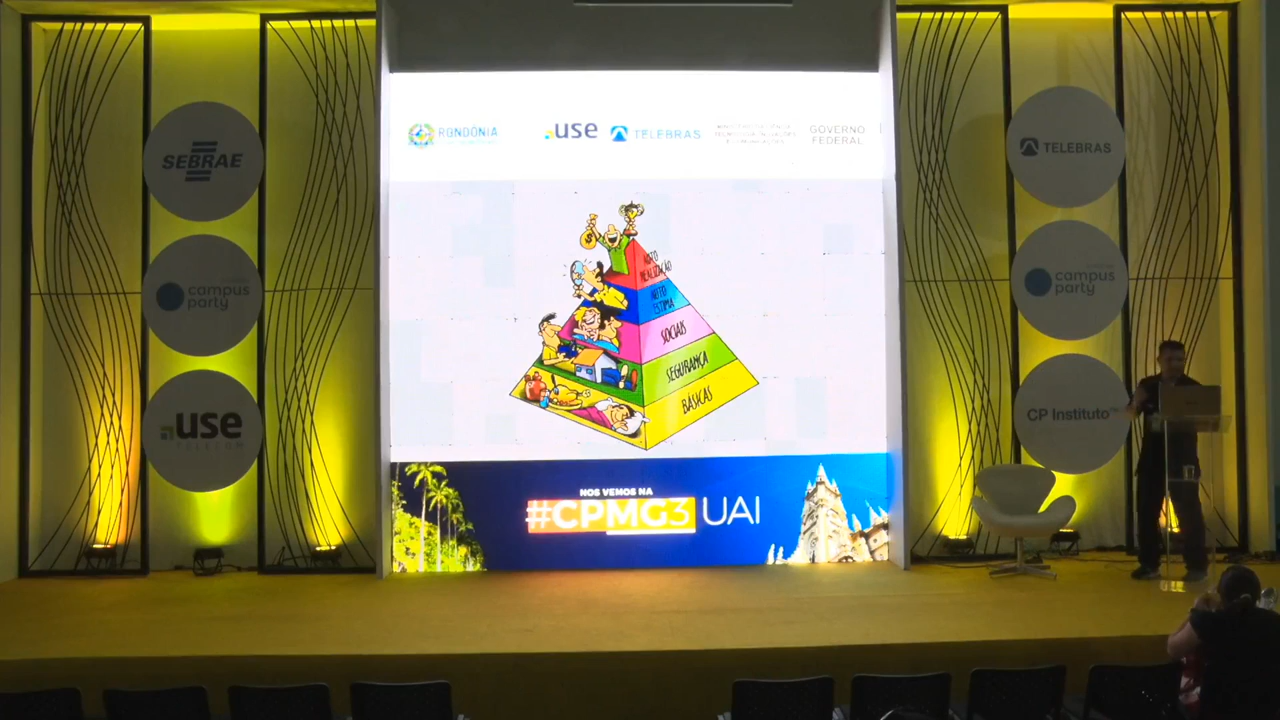 SEBRAE
campus
party
use
TELECOM
RONDÔNIA
use
TELEBRAS
GOVERNO
FEDERAL
$
AUTO
REALIZAÇÃO
AUTO
ESTIMA
SOCIAIS
SEGURANÇA
BÁSICAS
NOS VEMOS NA
#CPMG3 UAI
TELEBRAS
campus
party
CP Instituto